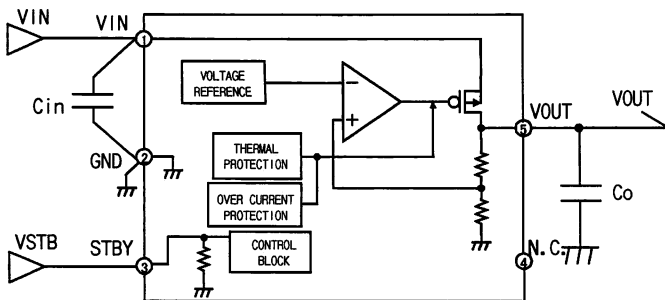 VIN
VIN
1
VOLTAGE
REFERENCE
−
+
Cin
VOUT
VOUT
5
2
GND
THERMAL
PROTECTION
OVER CURRENT
PROTECTION
Co
VSTB
STBY
3
CONTROL
BLOCK
N.C.
4